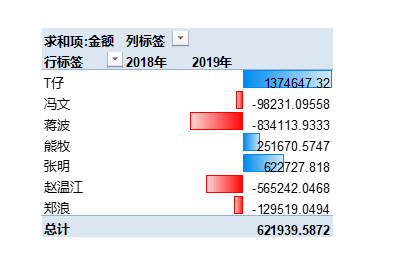 求和项:金额 列标签
行标签 2018年 2019年
T仔 1374647.32
冯文 -98231.09558
蒋波 -834113.9333
熊牧 251670.5747
张明 622727.818
赵温江 -565242.0468
郑浪 -129519.0494
总计 621939.5872